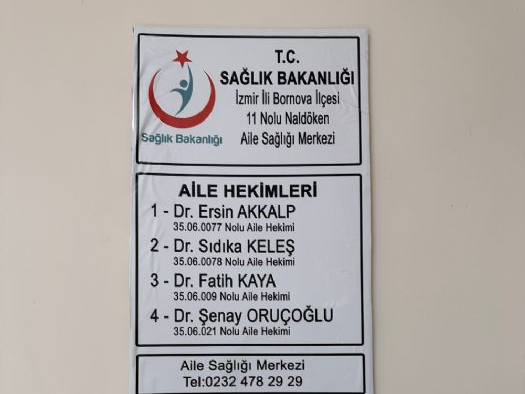 T.C.
SAĞLIK BAKANLIĞI
İzmir İli Bornova İlçesi
11 Nolu Naldöken
Aile Sağlığı Merkezi
Sağlık Bakanlığı
AİLE HEKİMLERİ
1 - Dr. Ersin AKKALP
35.06.0077 Nolu Aile Hekimi
2 - Dr. Sıdıka KELEŞ
35.06.0078 Nolu Aile Hekimi
3 - Dr. Fatih KAYA
35.06.009 Nolu Aile Hekimi
4 - Dr. Şenay ORUÇOĞLU
35.06.021 Nolu Aile Hekimi
Aile Sağlığı Merkezi
Tel:0232 478 29 29